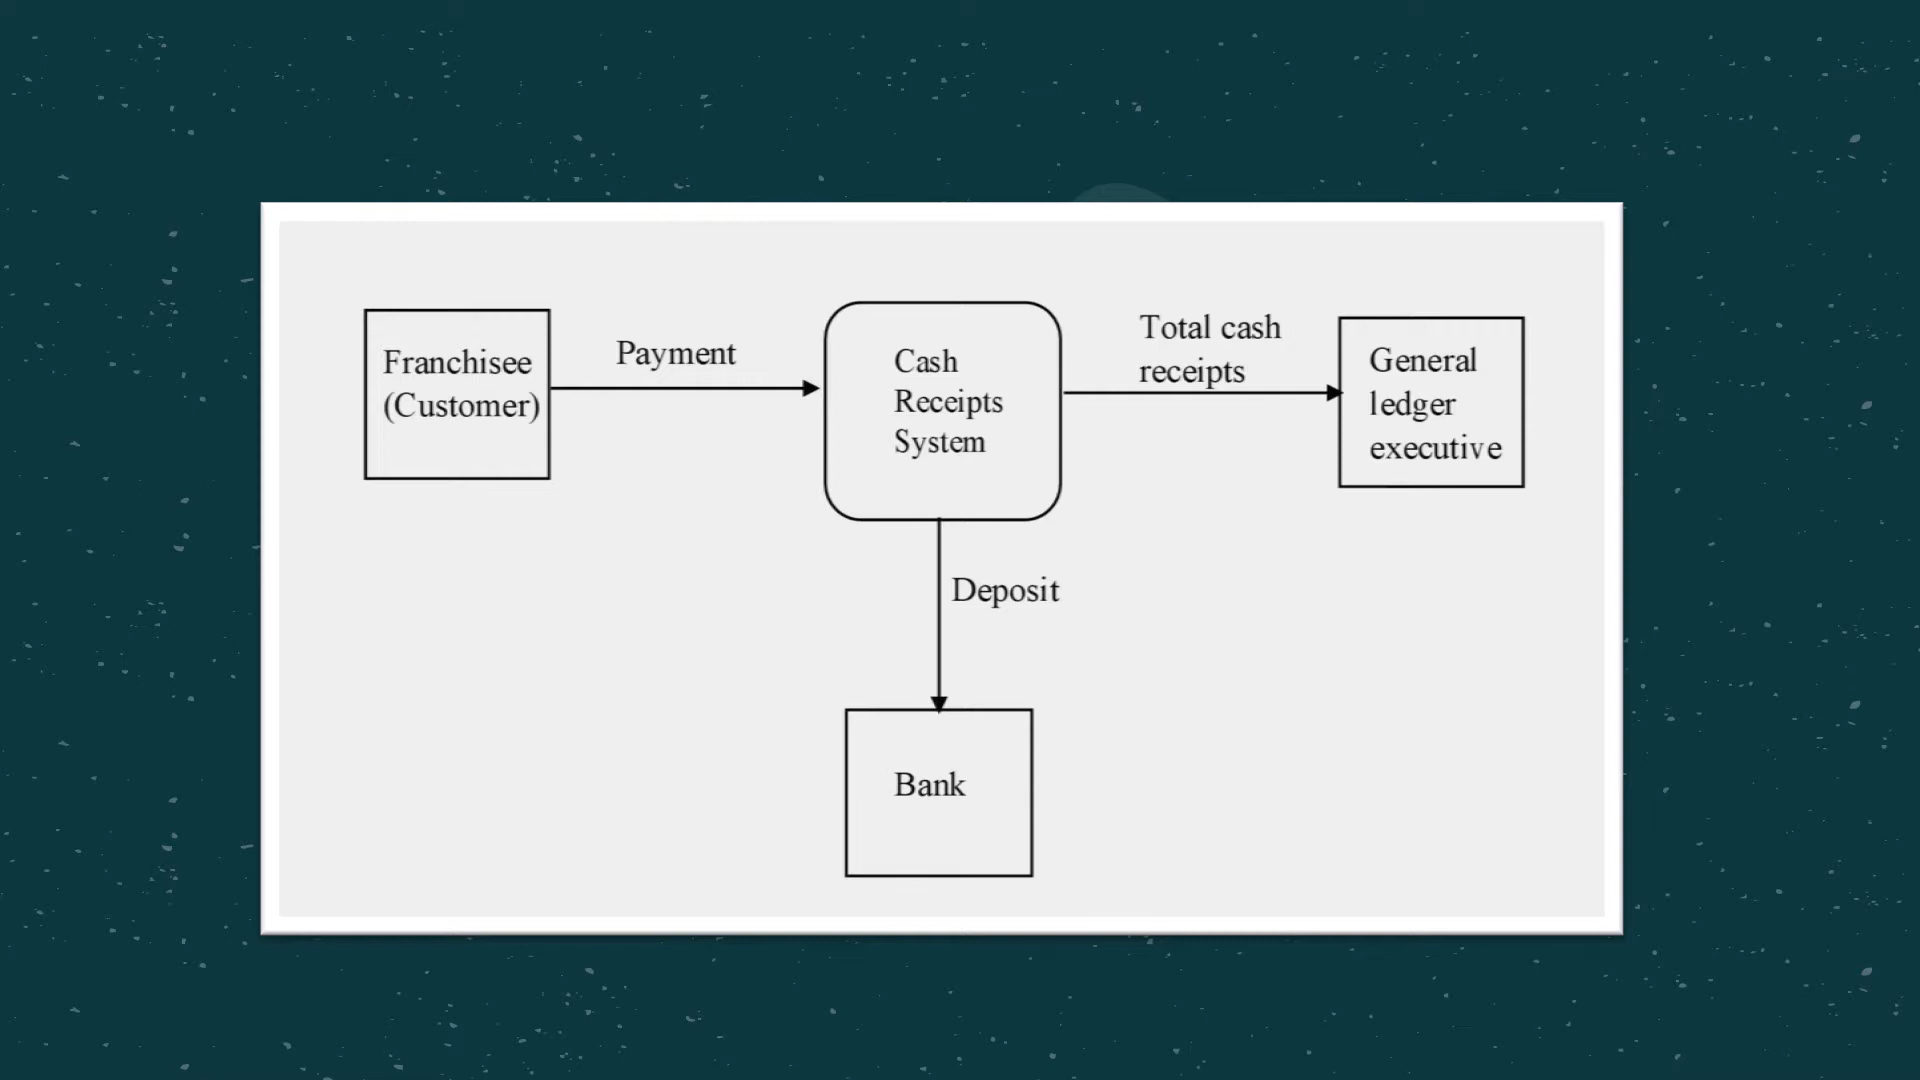 Franchisee
(Customer)
Payment
Cash
Receipts
System
Total cash
receipts
General
ledger
executive
Deposit
Bank